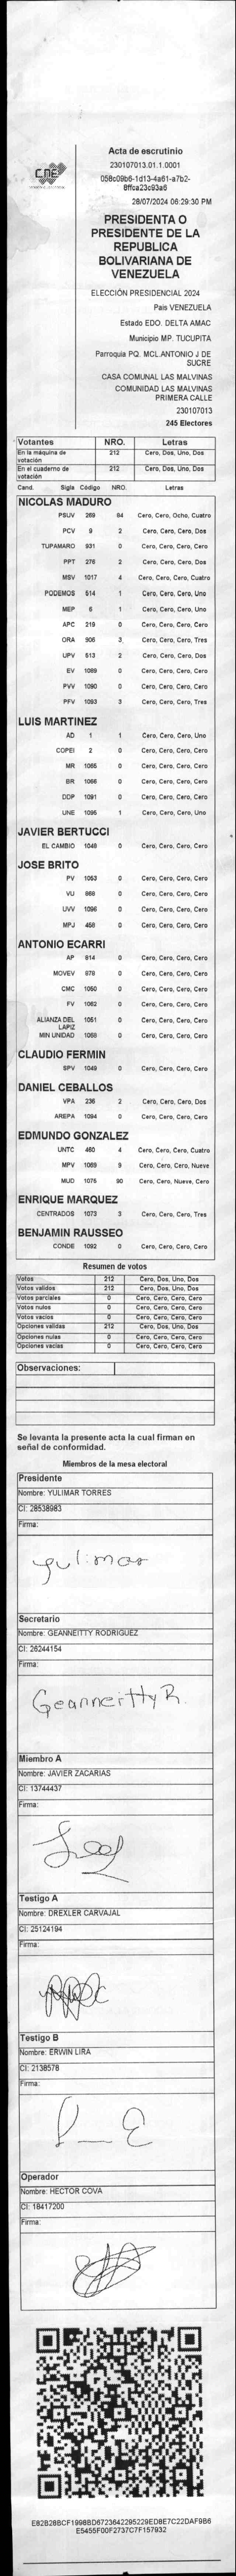 CNE
Acta de escrutinio
230107013.01.1.0001
058c09b6-1d13-4a61-a7b2-
8ffca23c93a6
28/07/2024 06:29:30 PM
PRESIDENTA O
PRESIDENTE DE LA
REPUBLICA
BOLIVARIANA DE
VENEZUELA
ELECCIÓN PRESIDENCIAL 2024
Pais VENEZUELA
Estado EDO. DELTA AMAC
Municipio MP. TUCUPITA
Parroquia PQ. MCL.ANTONIO J DE
SUCRE
CASA COMUNAL LAS MALVINAS
COMUNIDAD LAS MALVINAS
PRIMERA CALLE
230107013
245 Electores
Votantes NRO. Letras
En la máquina de votación 212 Cero, Dos, Uno, Dos
En el cuaderno de votación 212 Cero, Dos, Uno, Dos
Cand. Sigla Código NRO. Letras
NICOLAS MADURO
PSUV 269 84 Cero, Cero, Ocho, Cuatro
PCV 9 2 Cero, Cero, Cero, Dos
TUPAMARO 931 0 Cero, Cero, Cero, Cero
PPT 276 2 Cero, Cero, Cero, Dos
MSV 1017 4 Cero, Cero, Cero, Cuatro
PODEMOS 514 1 Cero, Cero, Cero, Uno
MEP 6 1 Cero, Cero, Cero, Uno
APC 219 0 Cero, Cero, Cero, Cero
ORA 906 3 Cero, Cero, Cero, Tres
UPV 513 2 Cero, Cero, Cero, Dos
EV 1089 0 Cero, Cero, Cero, Cero
PVV 1090 0 Cero, Cero, Cero, Cero
PFV 1093 3 Cero, Cero, Cero, Tres
LUIS MARTINEZ
AD 1 1 Cero, Cero, Cero, Uno
COPEI 2 0 Cero, Cero, Cero, Cero
MR 1065 0 Cero, Cero, Cero, Cero
BR 1066 0 Cero, Cero, Cero, Cero
DDP 1091 0 Cero, Cero, Cero, Cero
UNE 1095 1 Cero, Cero, Cero, Uno
JAVIER BERTUCCI
EL CAMBIO 1048 0 Cero, Cero, Cero, Cero
JOSE BRITO
PV 1053 0 Cero, Cero, Cero, Cero
VU 968 0 Cero, Cero, Cero, Cero
UVV 1096 0 Cero, Cero, Cero, Cero
MPJ 458 0 Cero, Cero, Cero, Cero
ANTONIO ECARRI
AP 914 0 Cero, Cero, Cero, Cero
MOVEV 978 0 Cero, Cero, Cero, Cero
CMC 1050 0 Cero, Cero, Cero, Cero
FV 1062 0 Cero, Cero, Cero, Cero
ALIANZA DEL LAPIZ 1051 0 Cero, Cero, Cero, Cero
MIN UNIDAD 1068 0 Cero, Cero, Cero, Cero
CLAUDIO FERMIN
SPV 1049 0 Cero, Cero, Cero, Cero
DANIEL CEBALLOS
VPA 236 2 Cero, Cero, Cero, Dos
AREPA 1094 0 Cero, Cero, Cero, Cero
EDMUNDO GONZALEZ
UNTC 460 4 Cero, Cero, Cero, Cuatro
MPV 1069 9 Cero, Cero, Cero, Nueve
MUD 1076 90 Cero, Cero, Nueve, Cero
ENRIQUE MARQUEZ
CENTRADOS 1073 3 Cero, Cero, Cero, Tres
BENJAMIN RAUSSEO
CONDE 1092 0 Cero, Cero, Cero, Cero
Resumen de votos
Votos 212 Cero, Dos, Uno, Dos
Votos validos 212 Cero, Dos, Uno, Dos
Votos parciales 0 Cero, Cero, Cero, Cero
Votos nulos 0 Cero, Cero, Cero, Cero
Votos vacios 0 Cero, Cero, Cero, Cero
Opciones validas 212 Cero, Dos, Uno, Dos
Opciones nulas 0 Cero, Cero, Cero, Cero
Opciones vacias 0 Cero, Cero, Cero, Cero
Observaciones:
Se levanta la presente acta la cual firman en
señal de conformidad.
Miembros de la mesa electoral
Presidente
Nombre: YULIMAR TORRES
CI: 28538983
Firma:
yulimar
Secretario
Nombre: GEANNEITTY RODRIGUEZ
CI: 26244154
Firma:
Geanneitty R.
Miembro A
Nombre: JAVIER ZACARIAS
CI: 13744437
Firma:
Testigo A
Nombre: DREXLER CARVAJAL
CI: 25124194
Firma:
Testigo B
Nombre: ERWIN LIRA
CI: 2138578
Firma:
Operador
Nombre: HECTOR COVA
CI: 18417200
Firma:
E82B28BCF1998BD6723642295229ED8E7C22DAF9B6
E5455F00F2737C7F157932